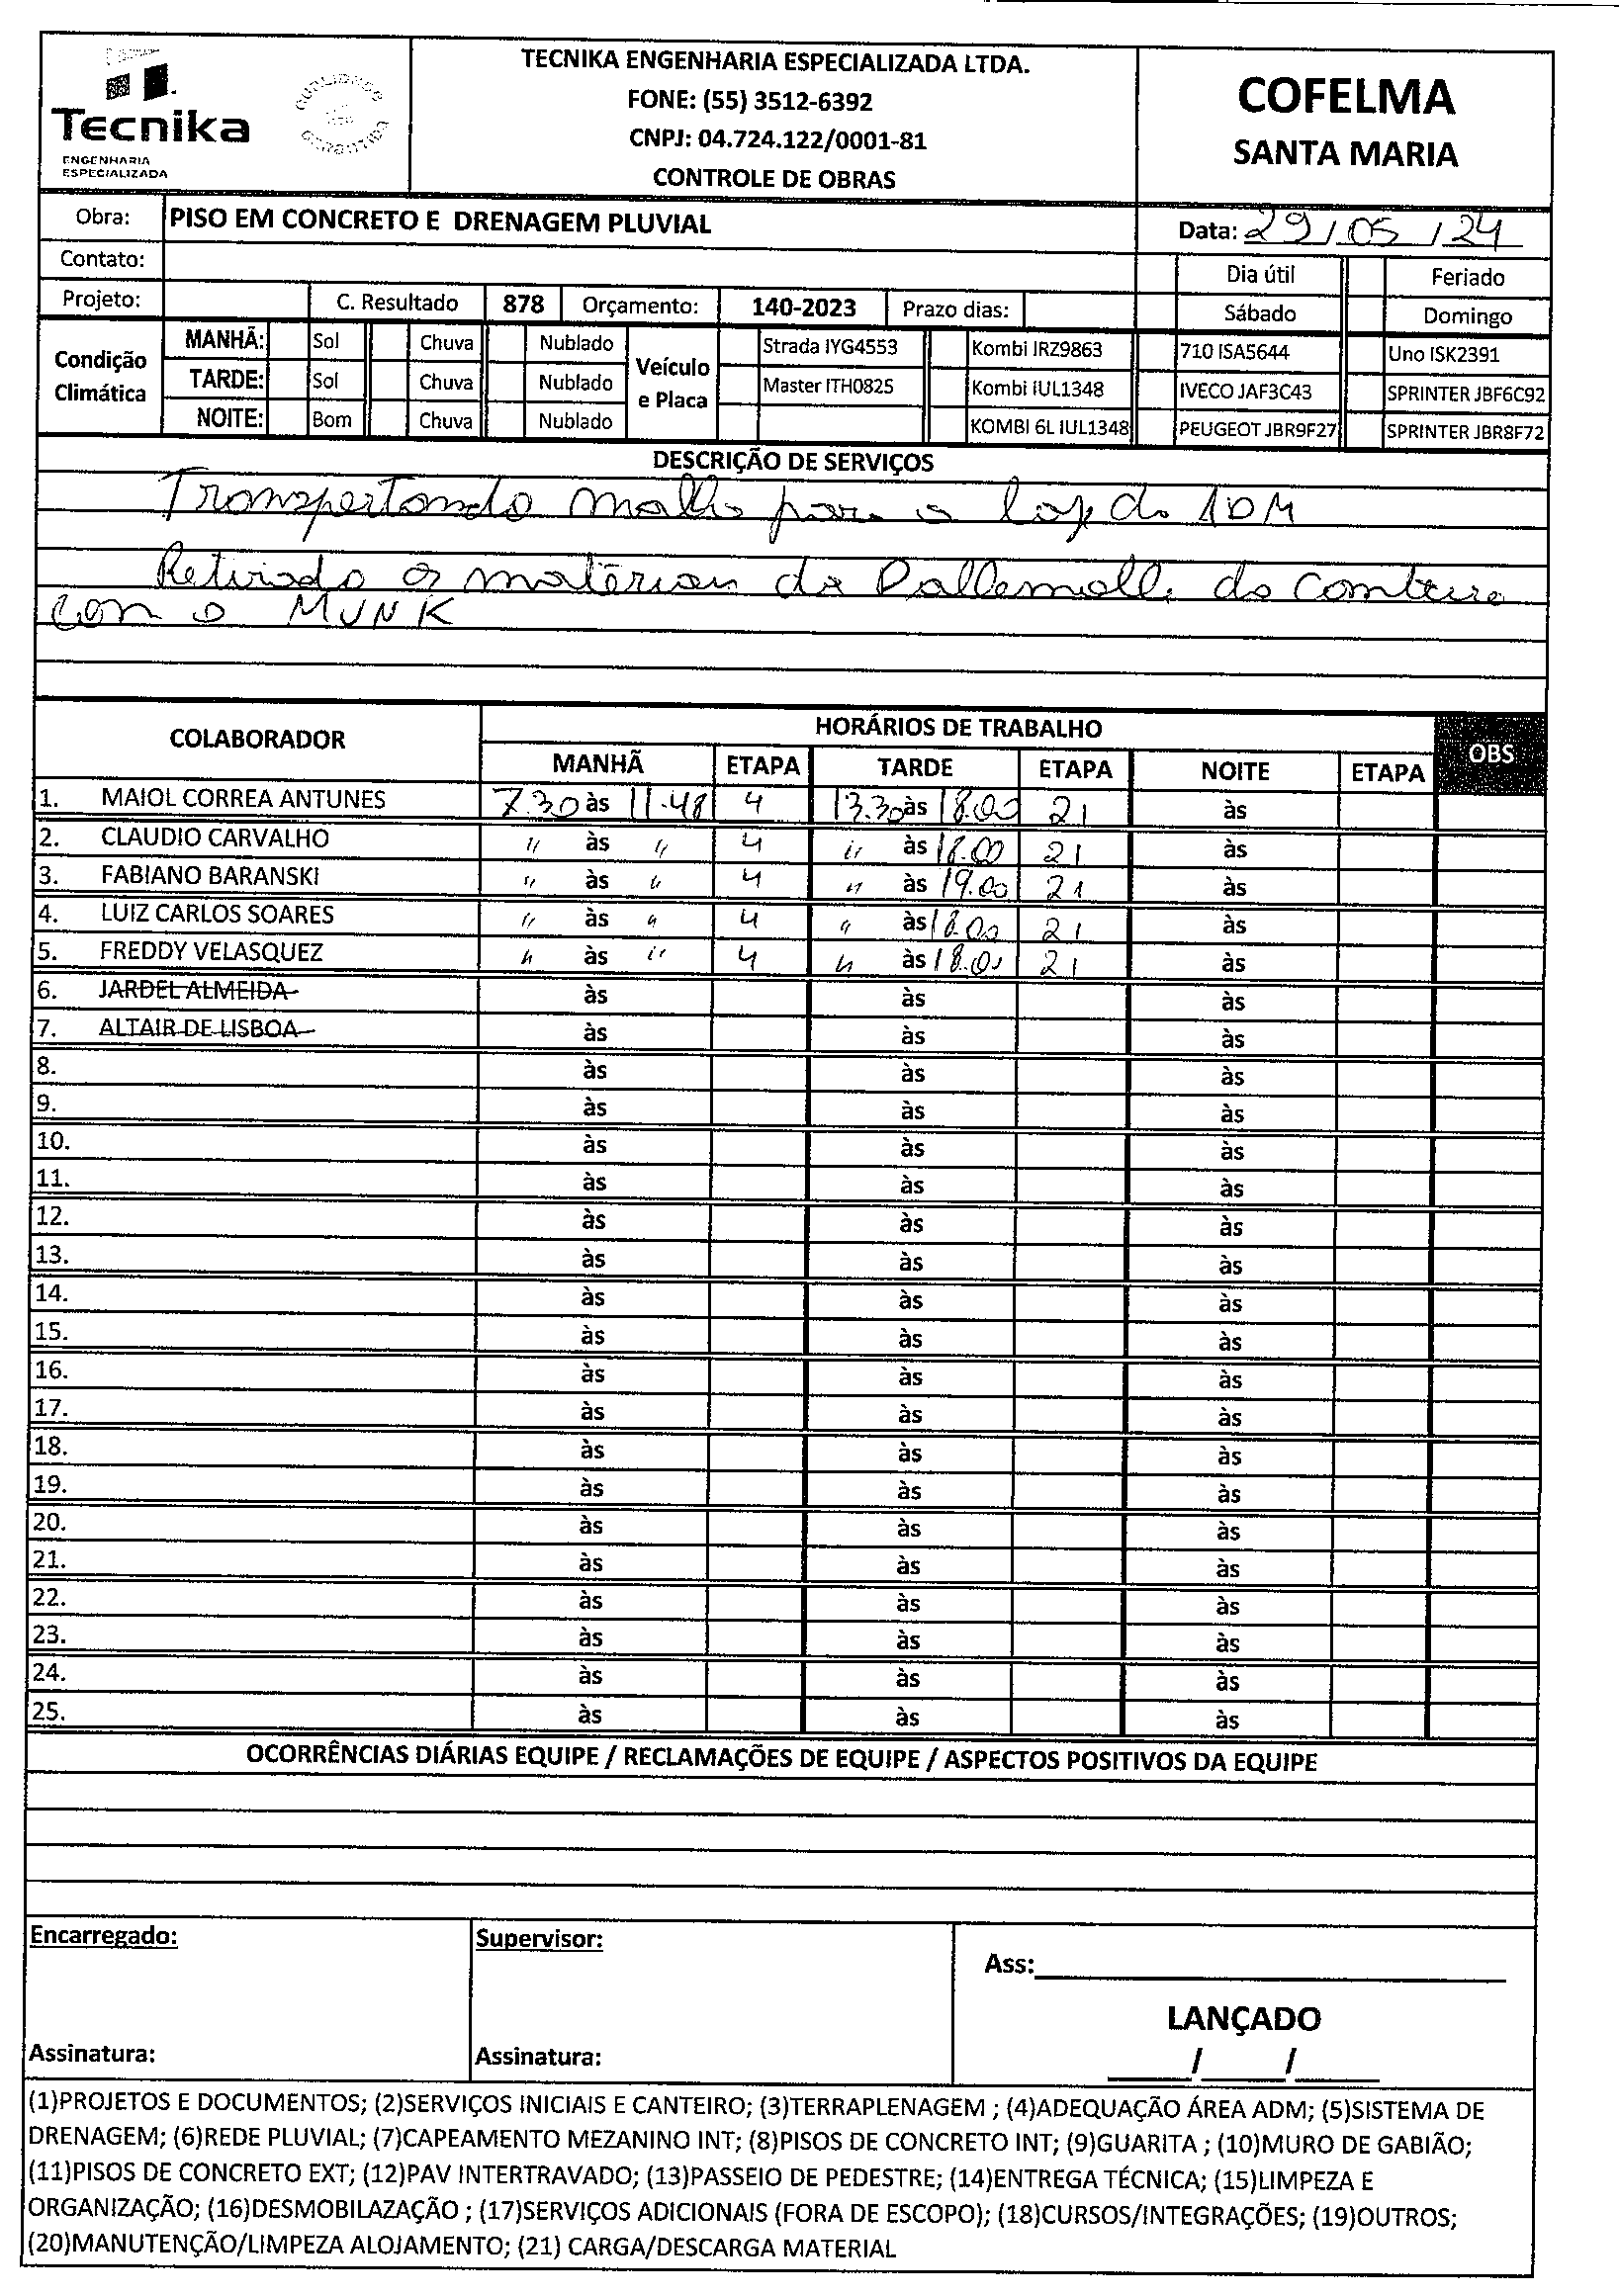 Tecnika
ENGENHARIA
ESPECIALIZADA
TECNIKA ENGENHARIA ESPECIALIZADA LTDA.
FONE: (55) 3512-6392
CNPJ: 04.724.122/0001-81
CONTROLE DE OBRAS
COFELMA
SANTA MARIA
Obra: PISO EM CONCRETO E DRENAGEM PLUVIAL
Data: 29/05/24
Contato:
Dia útil Feriado
Projeto: C. Resultado 878 Orçamento: 140-2023 Prazo dias:
Sábado Domingo
Condição Climática
Veículo e Placa
MANHÃ: Sol Chuva Nublado Strada IYG4553 Kombi IRZ9863 710 ISA5644 Uno ISK2391
TARDE: Sol Chuva Nublado Master ITH0825 Kombi IUL1348 IVECO JAF3C43 SPRINTER JBF6C92
NOITE: Bom Chuva Nublado KOMBI 6L IUL1348 PEUGEOT JBR9F27 SPRINTER JBR8F72
DESCRIÇÃO DE SERVIÇOS
Transpertando malha para a laje do 1DM
Retirado os da do
com o MUNK
COLABORADOR HORÁRIOS DE TRABALHO OBS
MANHÃ ETAPA TARDE ETAPA NOITE ETAPA
1. MAIOL CORREA ANTUNES 7.30 às 11.48 4 13.30 às 18.00 21 às
2. CLAUDIO CARVALHO " às " 4 " às 18.00 21 às
3. FABIANO BARANSKI " às " 4 " às 19.00 21 às
4. LUIZ CARLOS SOARES " às " 4 " às 18.00 21 às
5. FREDDY VELASQUEZ " às " 4 " às 18.00 21 às
6. JARDEL ALMEIDA às às às
7. ALTAIR DE LISBOA às às às
8. às às às
9. às às às
10. às às às
11. às às às
12. às às às
13. às às às
14. às às às
15. às às às
16. às às às
17. às às às
18. às às às
19. às às às
20. às às às
21. às às às
22. às às às
23. às às às
24. às às às
25. às às às
OCORRÊNCIAS DIÁRIAS EQUIPE / RECLAMAÇÕES DE EQUIPE / ASPECTOS POSITIVOS DA EQUIPE
Encarregado: Supervisor:
Ass:
LANÇADO
Assinatura: Assinatura: / /
(1)PROJETOS E DOCUMENTOS; (2)SERVIÇOS INICIAIS E CANTEIRO; (3)TERRAPLENAGEM ; (4)ADEQUAÇÃO ÁREA ADM; (5)SISTEMA DE
DRENAGEM; (6)REDE PLUVIAL; (7)CAPEAMENTO MEZANINO INT; (8)PISOS DE CONCRETO INT; (9)GUARITA ; (10)MURO DE GABIÃO;
(11)PISOS DE CONCRETO EXT; (12)PAV INTERTRAVADO; (13)PASSEIO DE PEDESTRE; (14)ENTREGA TÉCNICA; (15)LIMPEZA E
ORGANIZAÇÃO; (16)DESMOBILAZAÇÃO ; (17)SERVIÇOS ADICIONAIS (FORA DE ESCOPO); (18)CURSOS/INTEGRAÇÕES; (19)OUTROS;
(20)MANUTENÇÃO/LIMPEZA ALOJAMENTO; (21) CARGA/DESCARGA MATERIAL